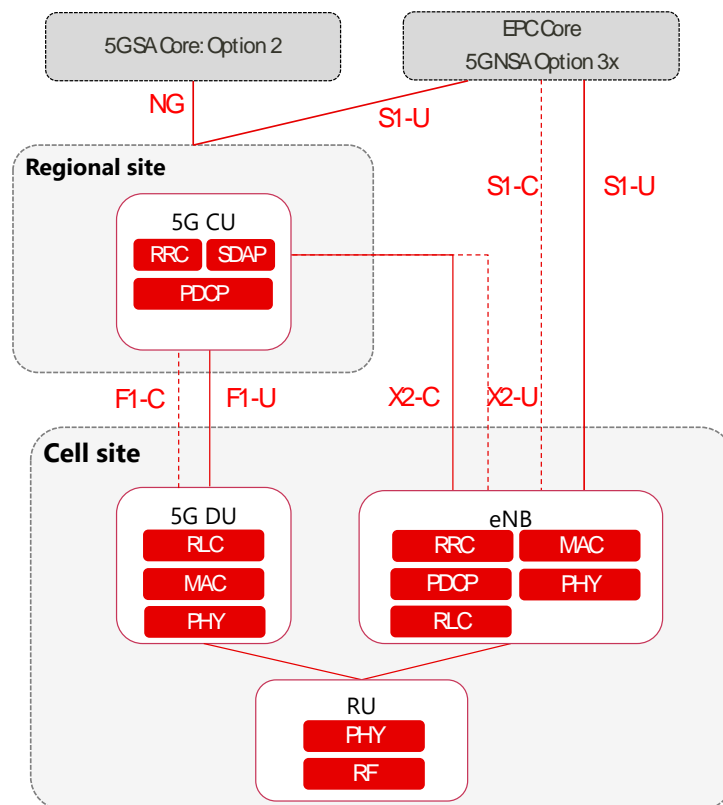 5GSA Core: Option 2
EPC Core
5GNSA Option 3x
NG
S1-U
S1-C
S1-U
Regional site
5G CU
RRC
SDAP
PDCP
F1-C
F1-U
X2-C
X2-U
Cell site
5G DU
RLC
MAC
PHY
eNB
RRC
MAC
PDCP
PHY
RLC
RU
PHY
RF